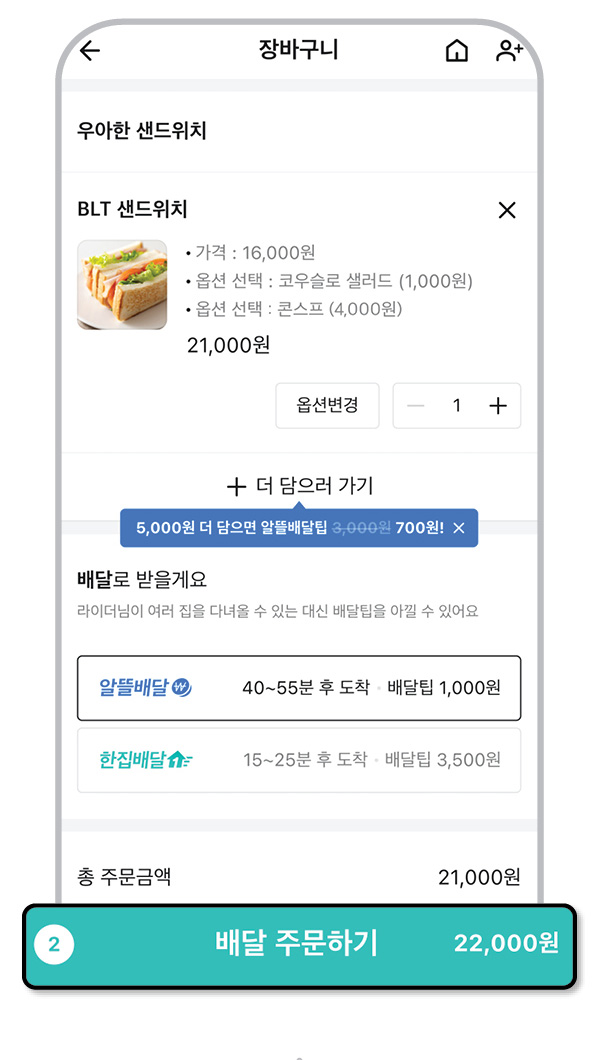 장바구니
우아한 샌드위치
BLT 샌드위치
• 가격 : 16,000원
• 옵션 선택 : 코우슬로 샐러드 (1,000원)
• 옵션 선택 : 콘스프 (4,000원)
21,000원
옵션변경 — 1 +
+ 더 담으러 가기
5,000원 더 담으면 알뜰배달팁 3,000원 700원! ×
배달로 받을게요
라이더님이 여러 집을 다녀올 수 있는 대신 배달팁을 아낄 수 있어요
알뜰배달 ₩ 40~55분 후 도착 • 배달팁 1,000원
한집배달 15~25분 후 도착 • 배달팁 3,500원
총 주문금액 21,000원
2 배달 주문하기 22,000원